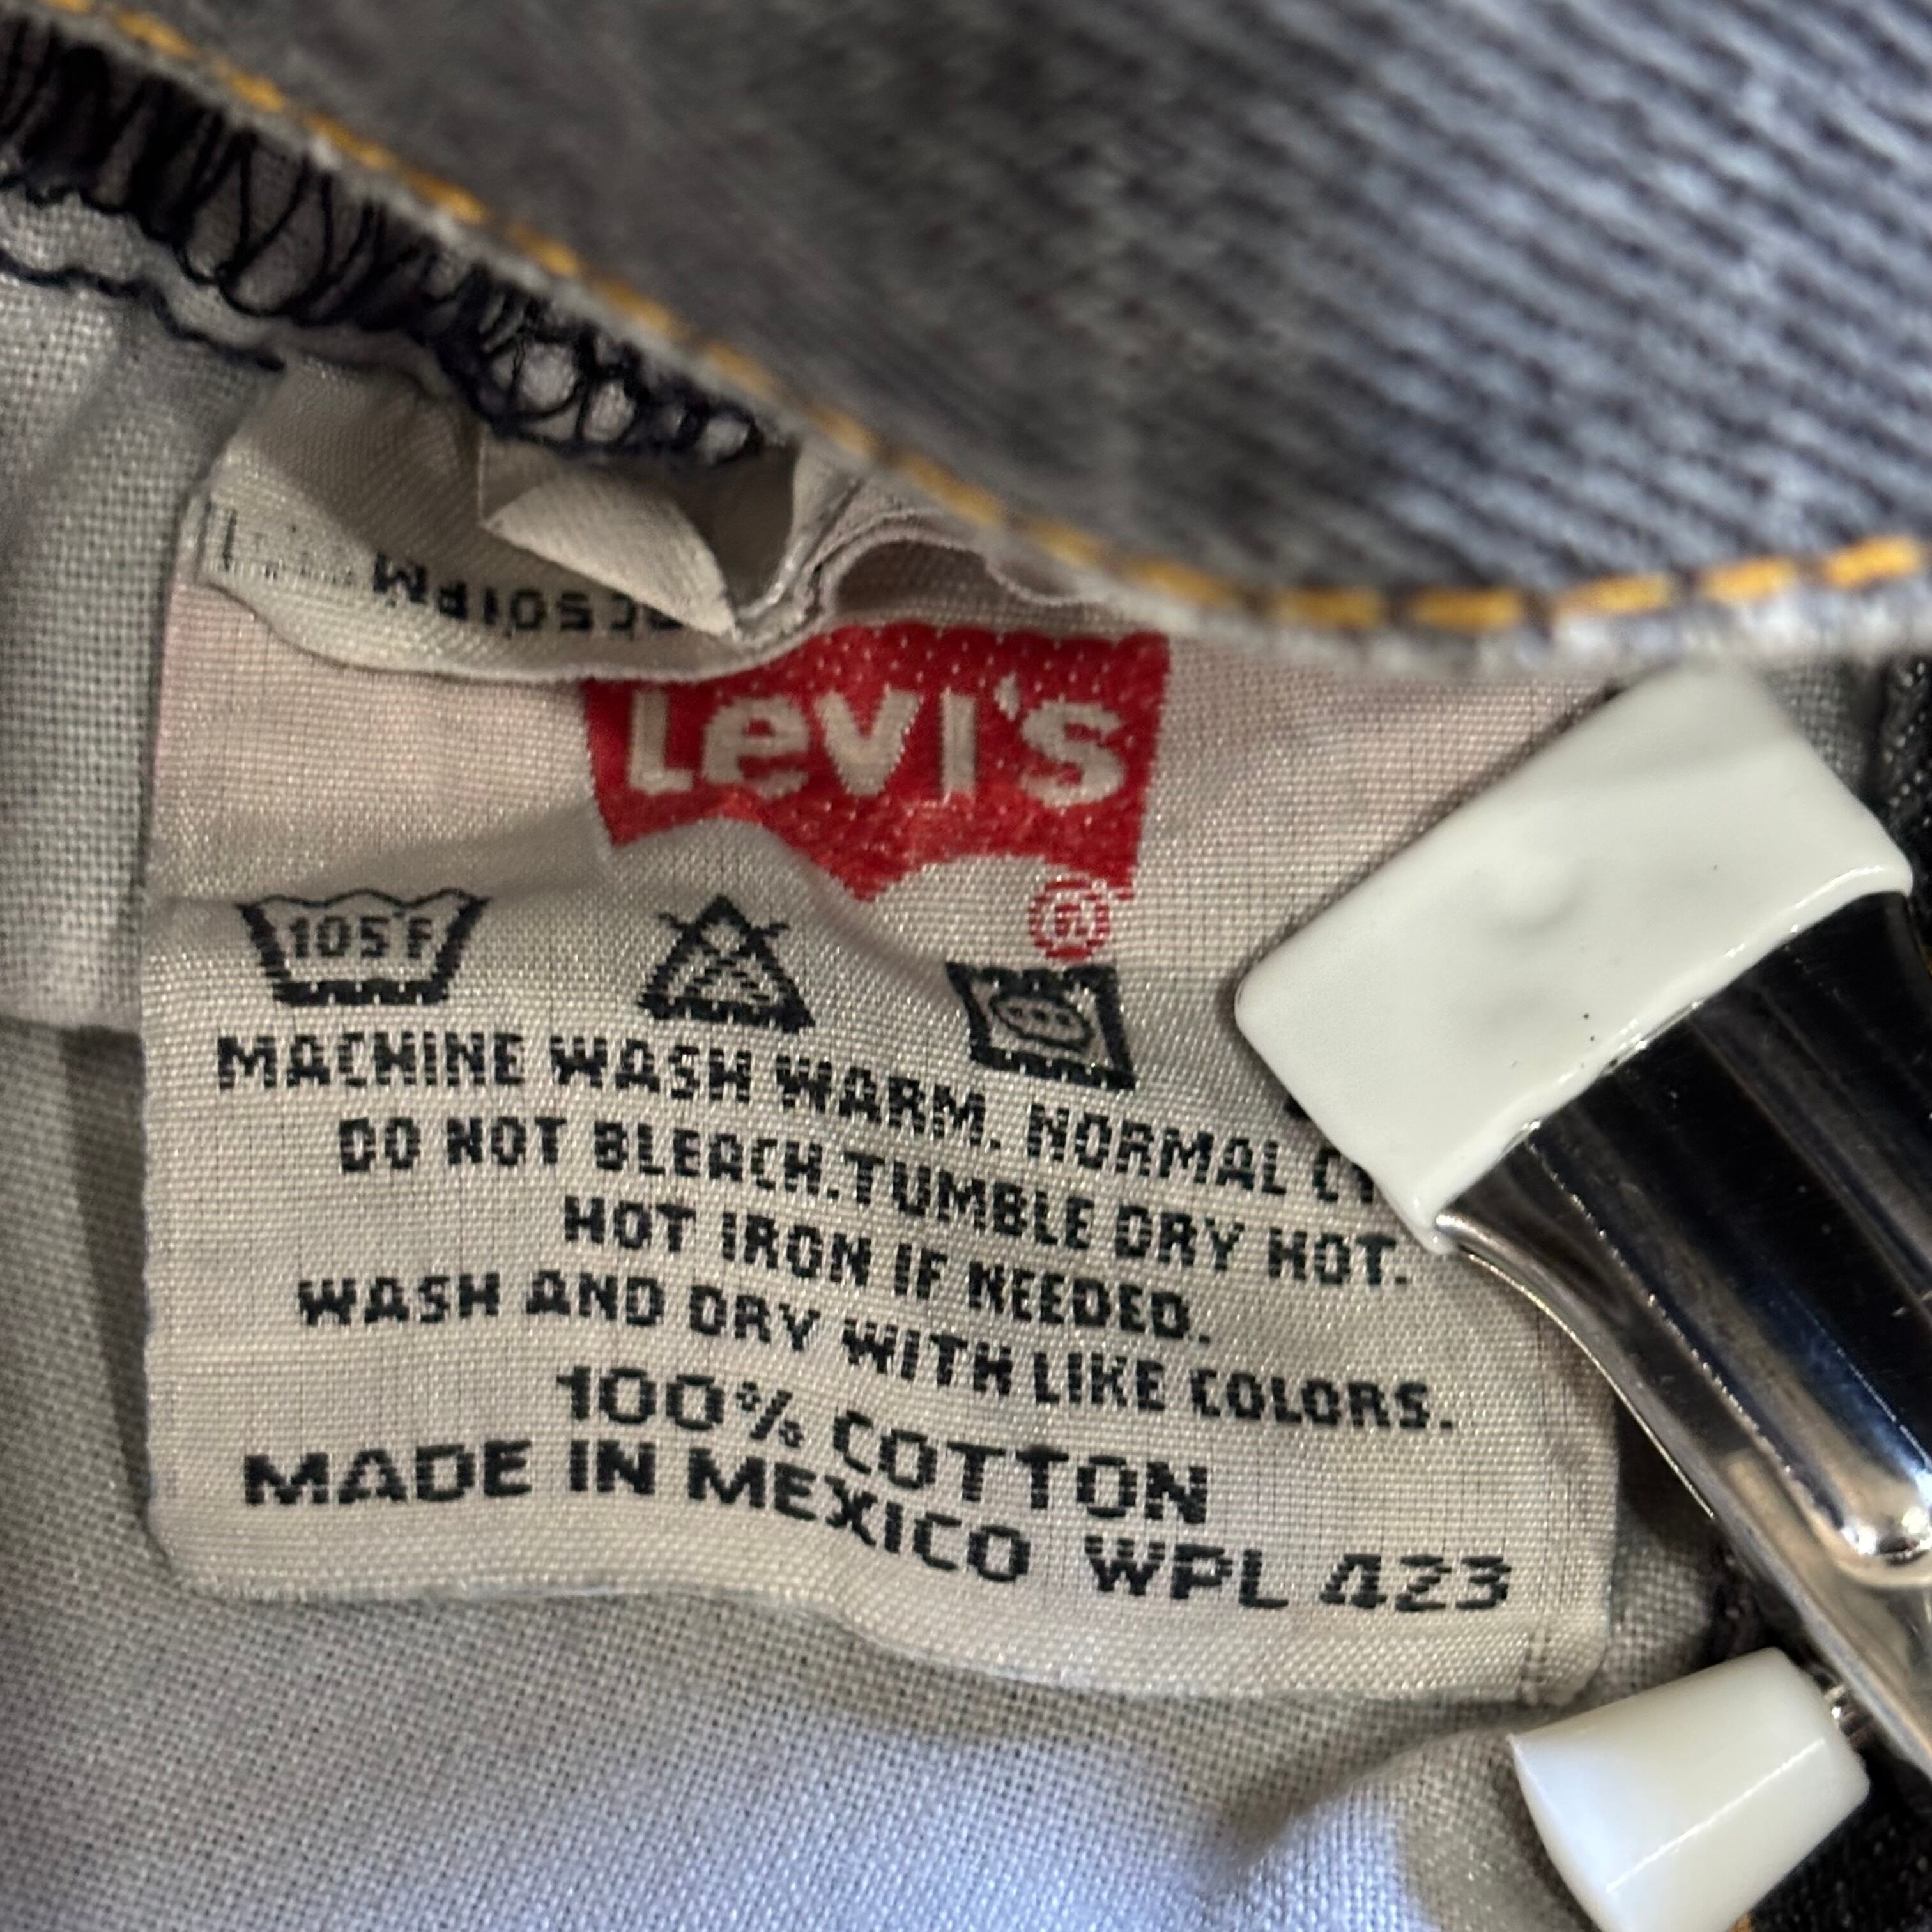 LEVI'S
®
105 F
MACHINE WASH WARM. NORMAL
DO NOT BLEACH.TUMBLE DRY HOT.
HOT IRON IF NEEDED.
WASH AND DRY WITH LIKE COLORS.
100% COTTON
MADE IN MEXICO WPL 423